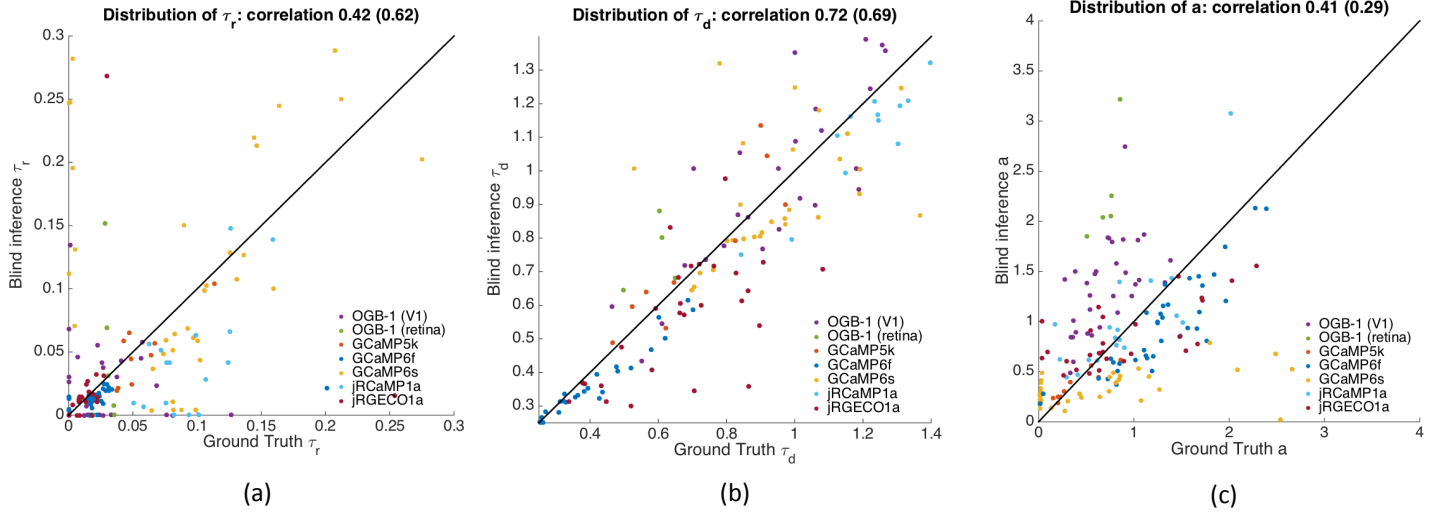 Distribution of τr: correlation 0.42 (0.62)
0.3
0.25
0.2
0.15
0.1
0.05
0
Blind inference τr
OGB-1 (V1)
OGB-1 (retina)
GCaMP5k
GCaMP6f
GCaMP6s
jRCaMP1a
jRGECO1a
0 0.05 0.1 0.15 0.2 0.25 0.3
Ground Truth τr
(a)
Distribution of τd: correlation 0.72 (0.69)
1.3
1.2
1.1
1
0.9
0.8
0.7
0.6
0.5
0.4
0.3
Blind inference τd
OGB-1 (V1)
OGB-1 (retina)
GCaMP5k
GCaMP6f
GCaMP6s
jRCaMP1a
jRGECO1a
0.4 0.6 0.8 1 1.2 1.4
Ground Truth τd
(b)
Distribution of a: correlation 0.41 (0.29)
4
3.5
3
2.5
2
1.5
1
0.5
0
Blind inference a
OGB-1 (V1)
OGB-1 (retina)
GCaMP5k
GCaMP6f
GCaMP6s
jRCaMP1a
jRGECO1a
0 1 2 3 4
Ground Truth a
(c)